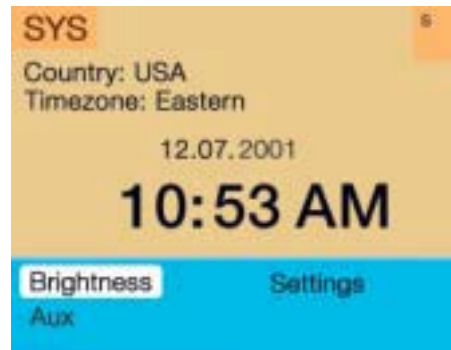 SYS
Country: USA
Timezone: Eastern
12.07.2001
10:53 AM
Brightness Settings
Aux